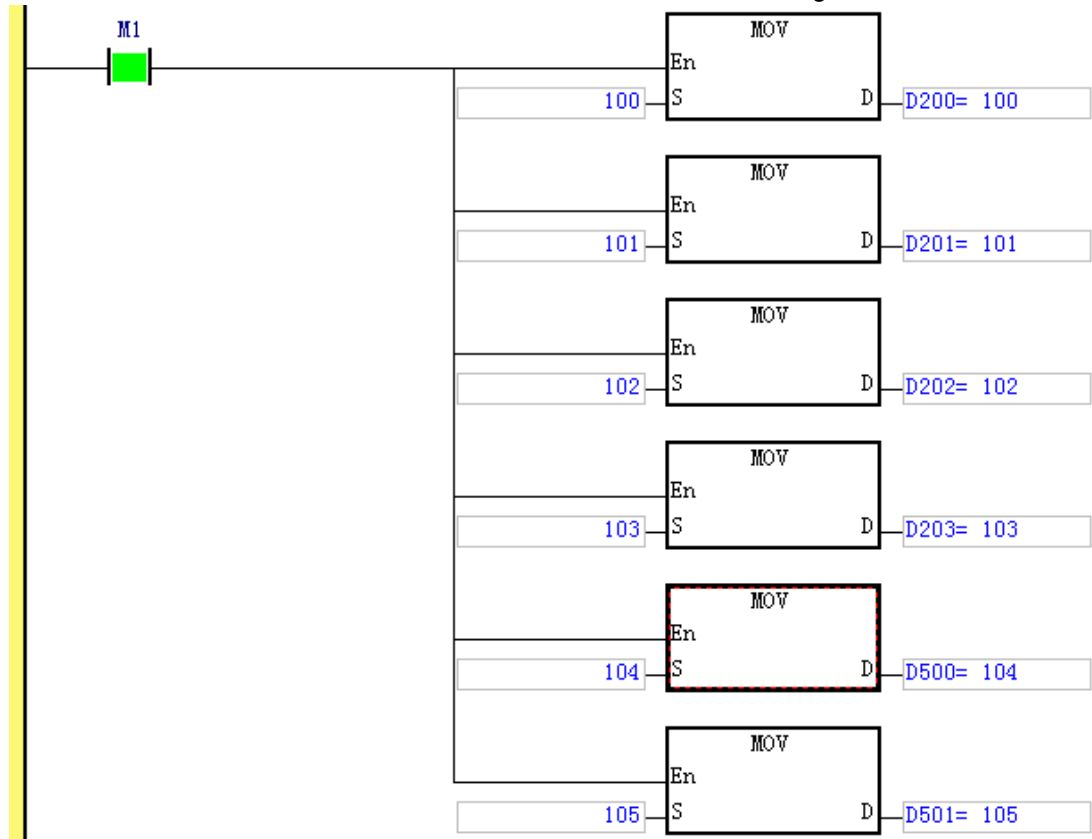 M1
MOV
En
100 S D D200= 100
MOV
En
101 S D D201= 101
MOV
En
102 S D D202= 102
MOV
En
103 S D D203= 103
MOV
En
104 S D D500= 104
MOV
En
105 S D D501= 105